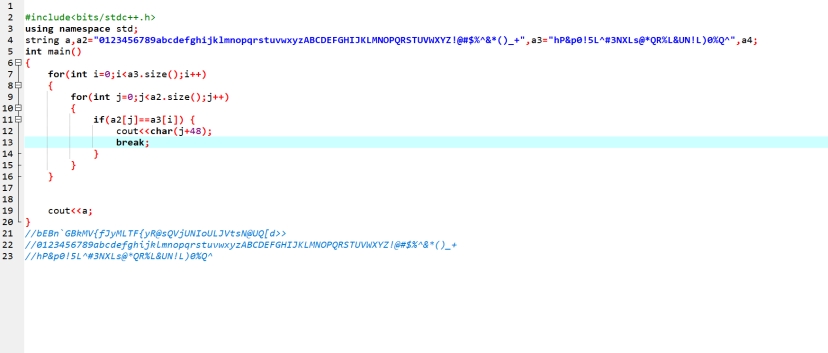 1
2 #include<bits/stdc++.h>
3 using namespace std;
4 string a,a2="0123456789abcdefghijklmnopqrstuvwxyzABCDEFGHIJKLMNOPQRSTUVWXYZ!@#$%^&*()_+",a3="hP&p0!5L^#3NXLs@*QR%L&UN!L)0%Q^",a4;
5 int main()
6 {
7 for(int i=0;i<a3.size();i++)
8 {
9 for(int j=0;j<a2.size();j++)
10 {
11 if(a2[j]==a3[i]) {
12 cout<<char(j+48);
13 break;
14 }
15 }
16 }
17
18
19 cout<<a;
20 }
21 //bEBn`GBkMV{fJyMLTF{yR@sQVjUNIoULJVtsN@UQ[d>>
22 //0123456789abcdefghijklmnopqrstuvwxyzABCDEFGHIJKLMNOPQRSTUVWXYZ!@#$%^&*()_+
23 //hP&p0!5L^#3NXLs@*QR%L&UN!L)0%Q^